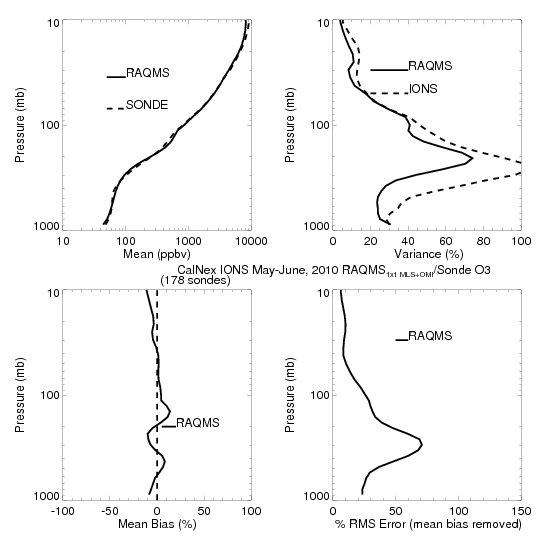 10
100
1000
Pressure (mb)
RAQMS
SONDE
10
100
1000
10000
Mean (ppbv)
10
100
1000
Pressure (mb)
RAQMS
IONS
0
20
40
60
80
100
Variance (%)
CalNex IONS May-June, 2010 RAQMS1x1 MLS+OMI/Sonde O3
(178 sondes)
10
100
1000
Pressure (mb)
RAQMS
-100
-50
0
50
100
Mean Bias (%)
10
100
1000
Pressure (mb)
RAQMS
0
50
100
150
% RMS Error (mean bias removed)